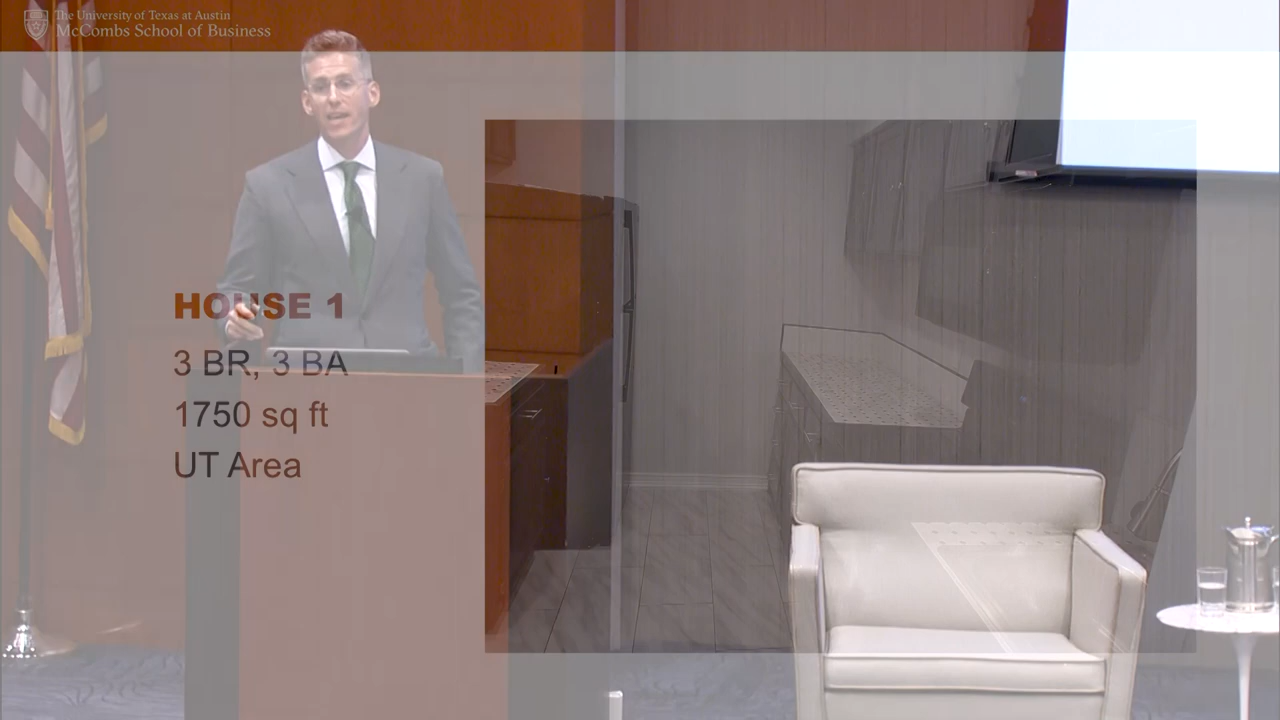 The University of Texas at Austin
McCombs School of Business
HOUSE 1
3 BR, 3 BA
1750 sq ft
UT Area